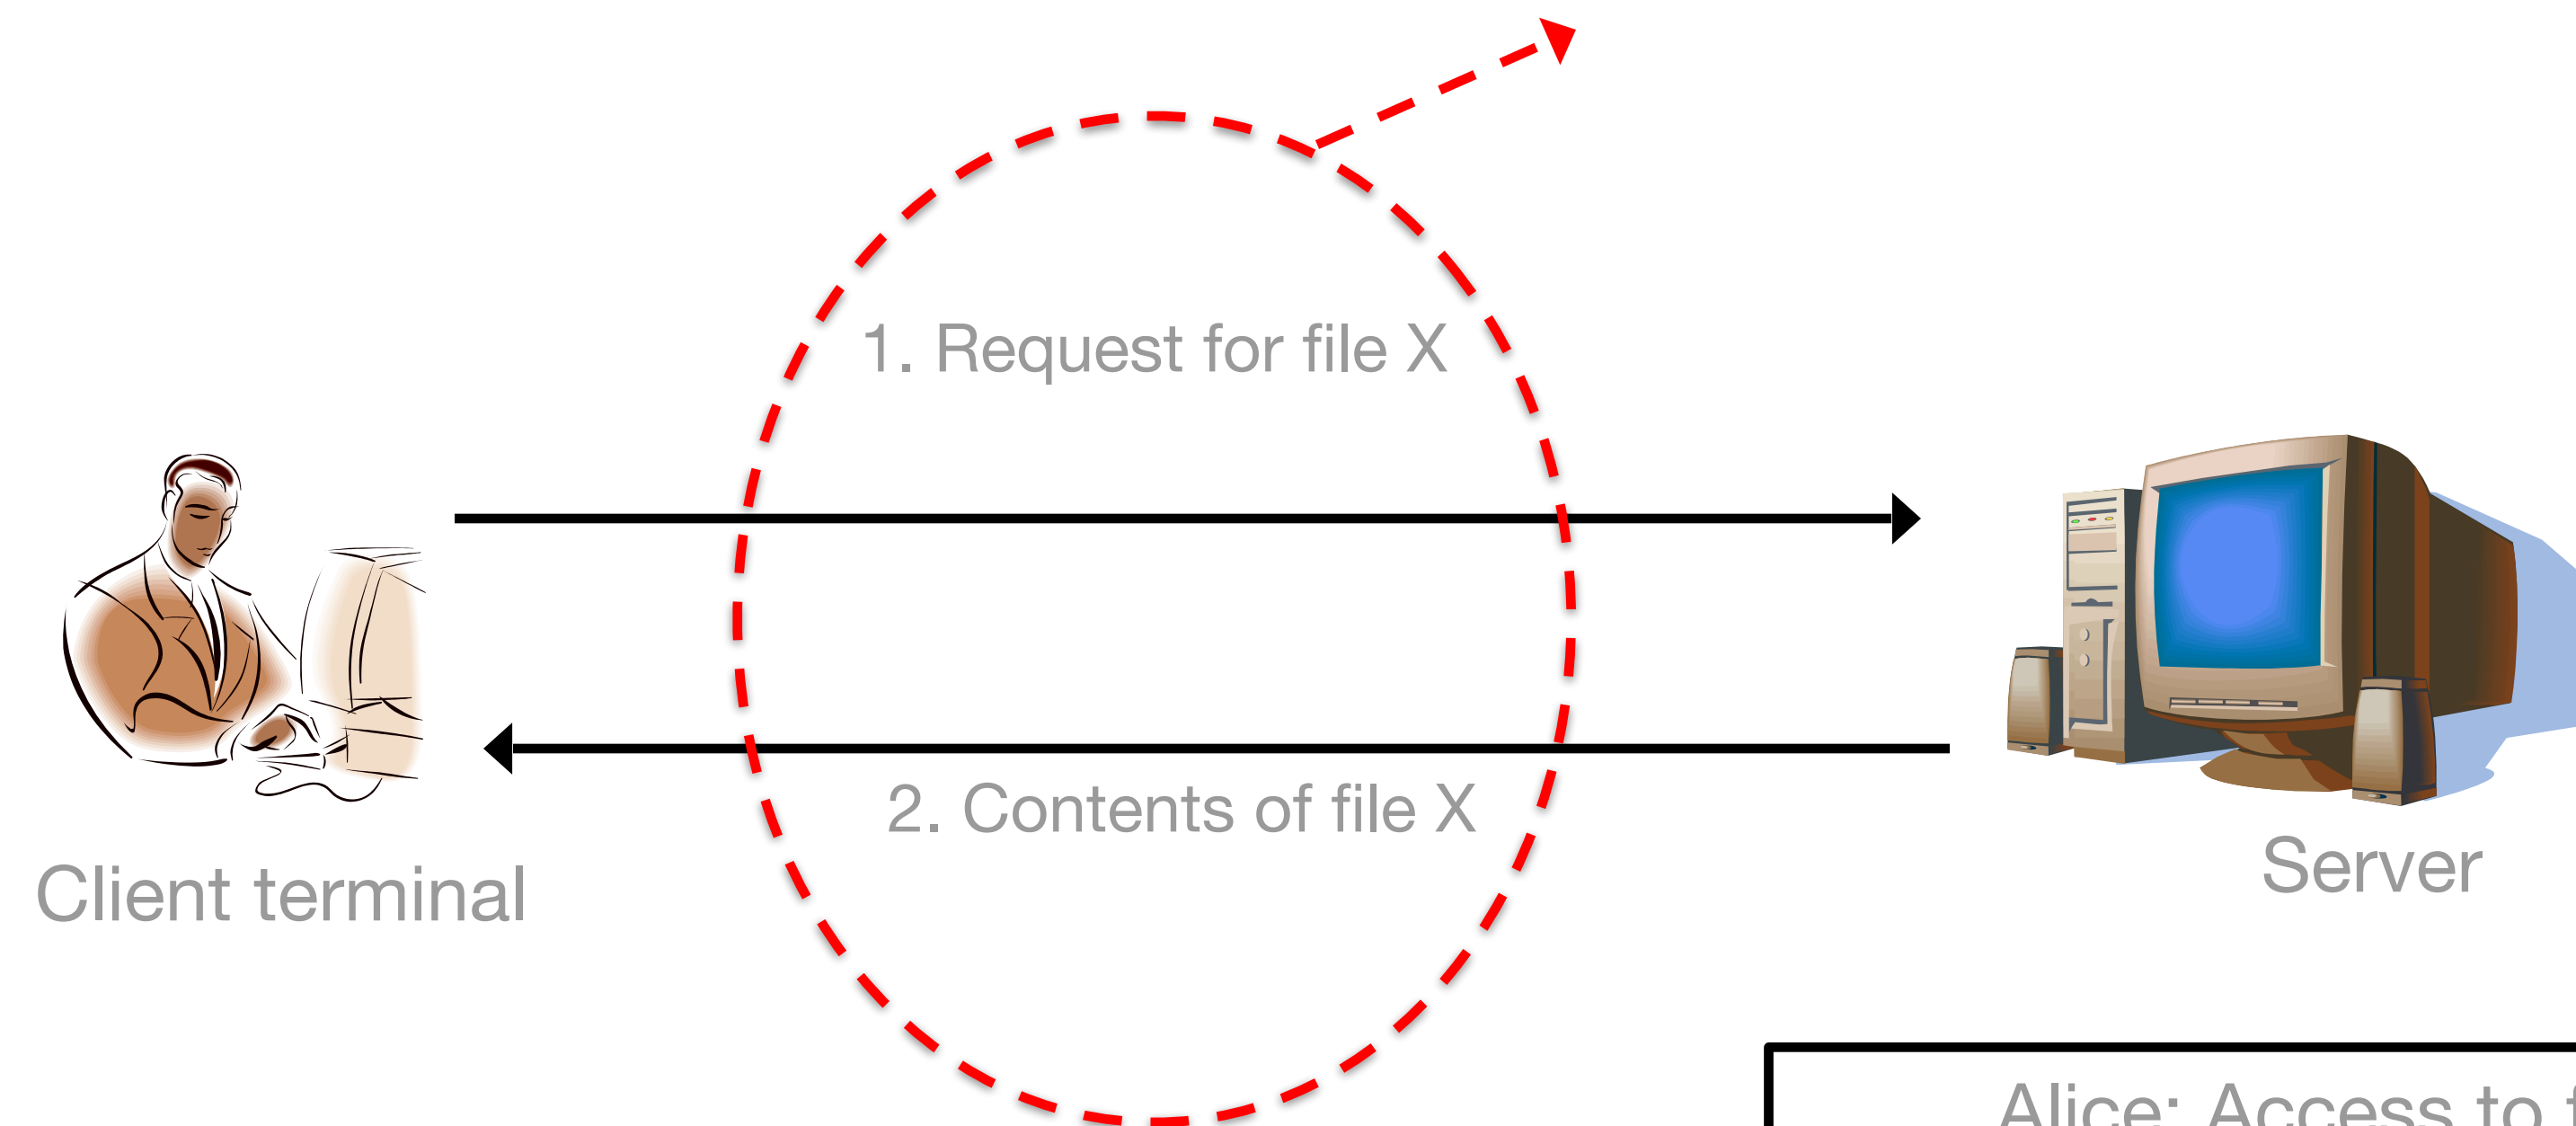 1. Request for file X
2. Contents of file X
Client terminal
Server
Alice: Access to